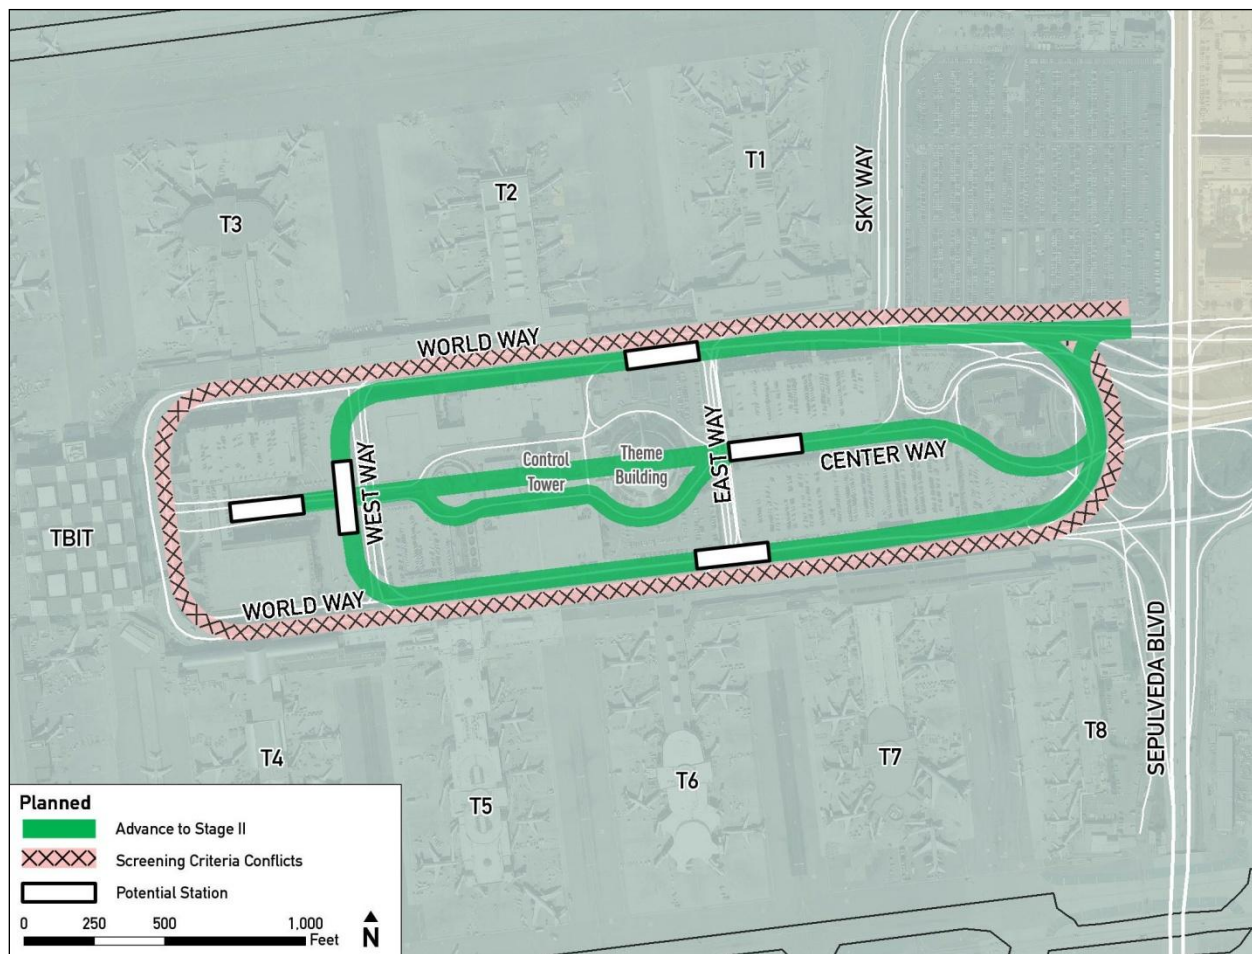 T1
T2
T3
SKY WAY
WORLD WAY
Control
Tower
Theme
Building
EAST WAY
CENTER WAY
WEST WAY
TBIT
WORLD WAY
SEPULVEDA BLVD
T4
T5
T6
T7
T8
Planned
Advance to Stage II
Screening Criteria Conflicts
Potential Station
0 250 500 1,000
Feet
N